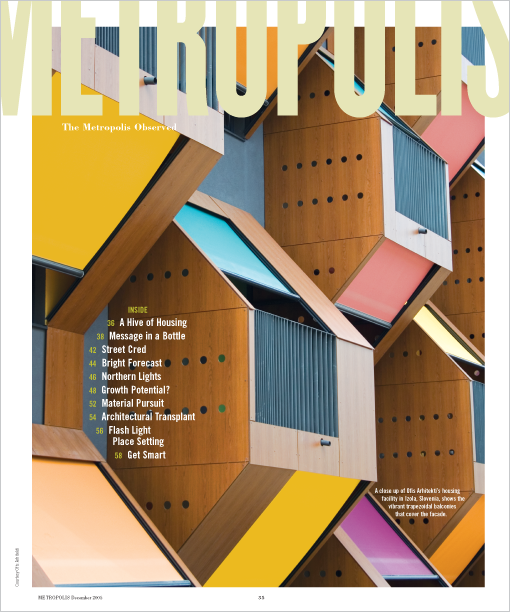 METROPOLIS
The Metropolis Observed
INSIDE
36 A Hive of Housing
38 Message in a Bottle
42 Street Cred
44 Bright Forecast
46 Northern Lights
48 Growth Potential?
52 Material Pursuit
54 Architectural Transplant
56 Flash Light
Place Setting
58 Get Smart
A close up of Ofis Arhitekti's housing
facility in Izola, Slovenia, shows the
vibrant trapezoidal balconies
that cover the facade.
METROPOLIS December 2005